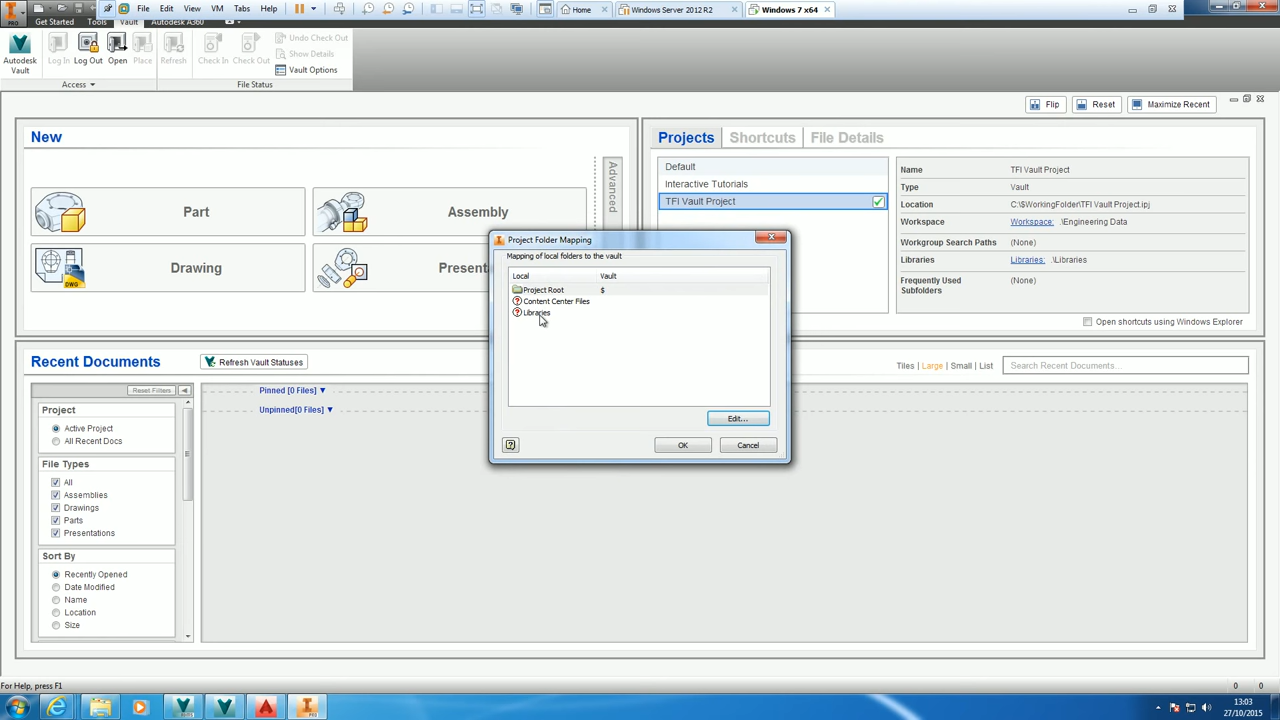 File Edit View VM Tabs Help
Home
Windows Server 2012 R2
Windows 7 x64
PRO
Get Started Tools Vault Autodesk A360
Autodesk Vault
Log In
Log Out
Open
Place
Refresh
Check In
Check Out
Undo Check Out
Show Details
Vault Options
Access
File Status
Flip
Reset
Maximize Recent
New
Part
Assembly
Drawing
DWG
Present
Advanced
Projects Shortcuts File Details
Default
Interactive Tutorials
TFI Vault Project
Name TFI Vault Project
Type Vault
Location C:\$WorkingFolder\TFI Vault Project.ipj
Workspace Workspace: .\Engineering Data
Workgroup Search Paths (None)
Libraries Libraries: .\Libraries
Frequently Used Subfolders (None)
Open shortcuts using Windows Explorer
Project Folder Mapping
Mapping of local folders to the vault
Local Vault
Project Root $
Content Center Files
Libraries
Edit...
OK
Cancel
Recent Documents
Refresh Vault Statuses
Tiles | Large | Small | List
Search Recent Documents...
Reset Filters
Project
Active Project
All Recent Docs
File Types
All
Assemblies
Drawings
Parts
Presentations
Sort By
Recently Opened
Date Modified
Name
Location
Size
Pinned [0 Files]
Unpinned[0 Files]
For Help, press F1
0 0
13:03
27/10/2015